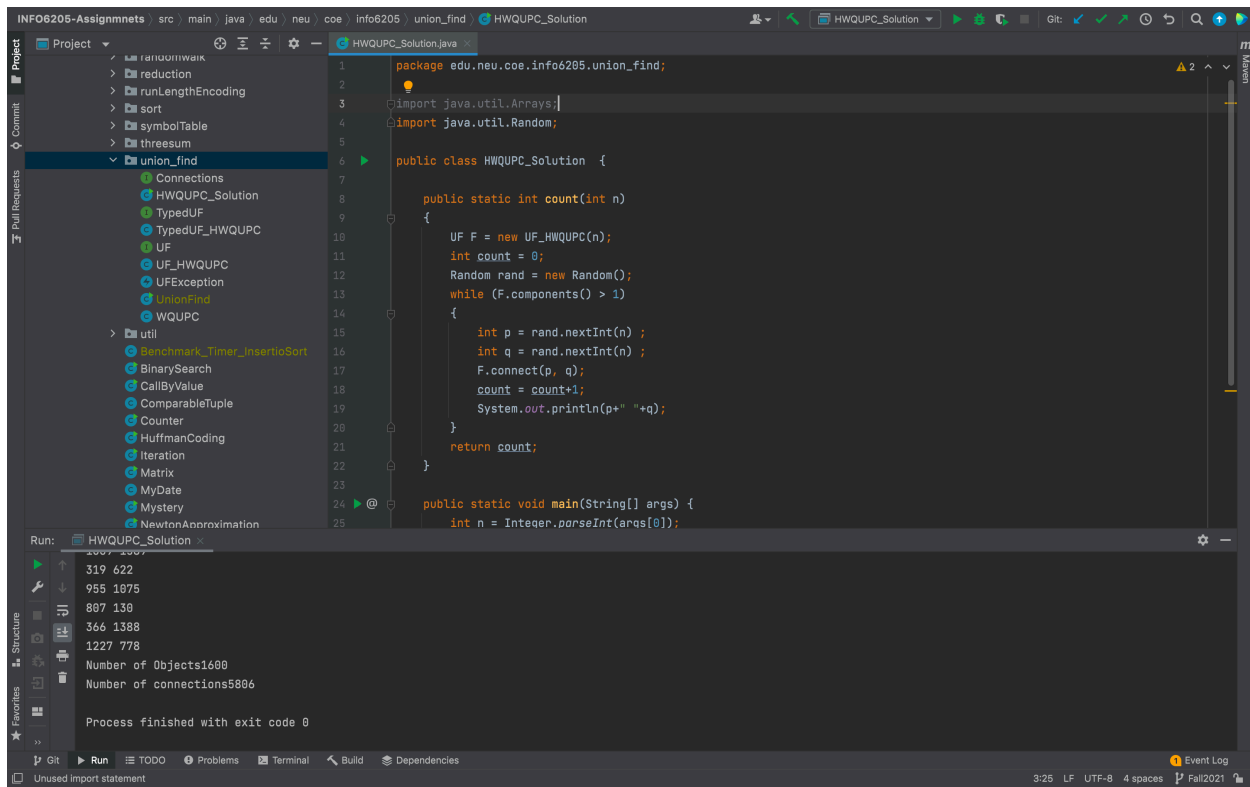 INFO6205-Assignmnets › src › main › java › edu › neu › coe › info6205 › union_find › HWQUPC_Solution
HWQUPC_Solution
Git:
Project
HWQUPC_Solution.java
Project
Commit
Pull Requests
Maven
randomwalk
reduction
runLengthEncoding
sort
symbolTable
threesum
union_find
Connections
HWQUPC_Solution
TypedUF
TypedUF_HWQUPC
UF
UF_HWQUPC
UFException
UnionFind
WQUPC
util
Benchmark_Timer_InsertioSort
BinarySearch
CallByValue
ComparableTuple
Counter
HuffmanCoding
Iteration
Matrix
MyDate
Mystery
NewtonApproximation
2
1 package edu.neu.coe.info6205.union_find;
2
3 import java.util.Arrays;
4 import java.util.Random;
5
6 public class HWQUPC_Solution  {
7
8     public static int count(int n)
9     {
10         UF F = new UF_HWQUPC(n);
11         int count = 0;
12         Random rand = new Random();
13         while (F.components() > 1)
14         {
15             int p = rand.nextInt(n) ;
16             int q = rand.nextInt(n) ;
17             F.connect(p, q);
18             count = count+1;
19             System.out.println(p+" "+q);
20         }
21         return count;
22     }
23
24 @     public static void main(String[] args) {
25         int n = Integer.parseInt(args[0]);
Run: HWQUPC_Solution
319 622
955 1075
807 130
366 1388
1227 778
Number of Objects1600
Number of connections5806
Process finished with exit code 0
Structure
Favorites
Git Run TODO Problems Terminal Build Dependencies 1 Event Log
Unused import statement 3:25 LF UTF-8 4 spaces Fall2021